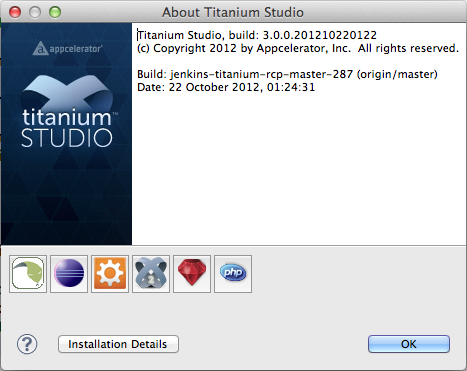 About Titanium Studio
appcelerator®
titanium™
STUDIO
Titanium Studio, build: 3.0.0.201210220122
(c) Copyright 2012 by Appcelerator, Inc.  All rights reserved.
Build: jenkins-titanium-rcp-master-287 (origin/master)
Date: 22 October 2012, 01:24:31
php
?
Installation Details
OK